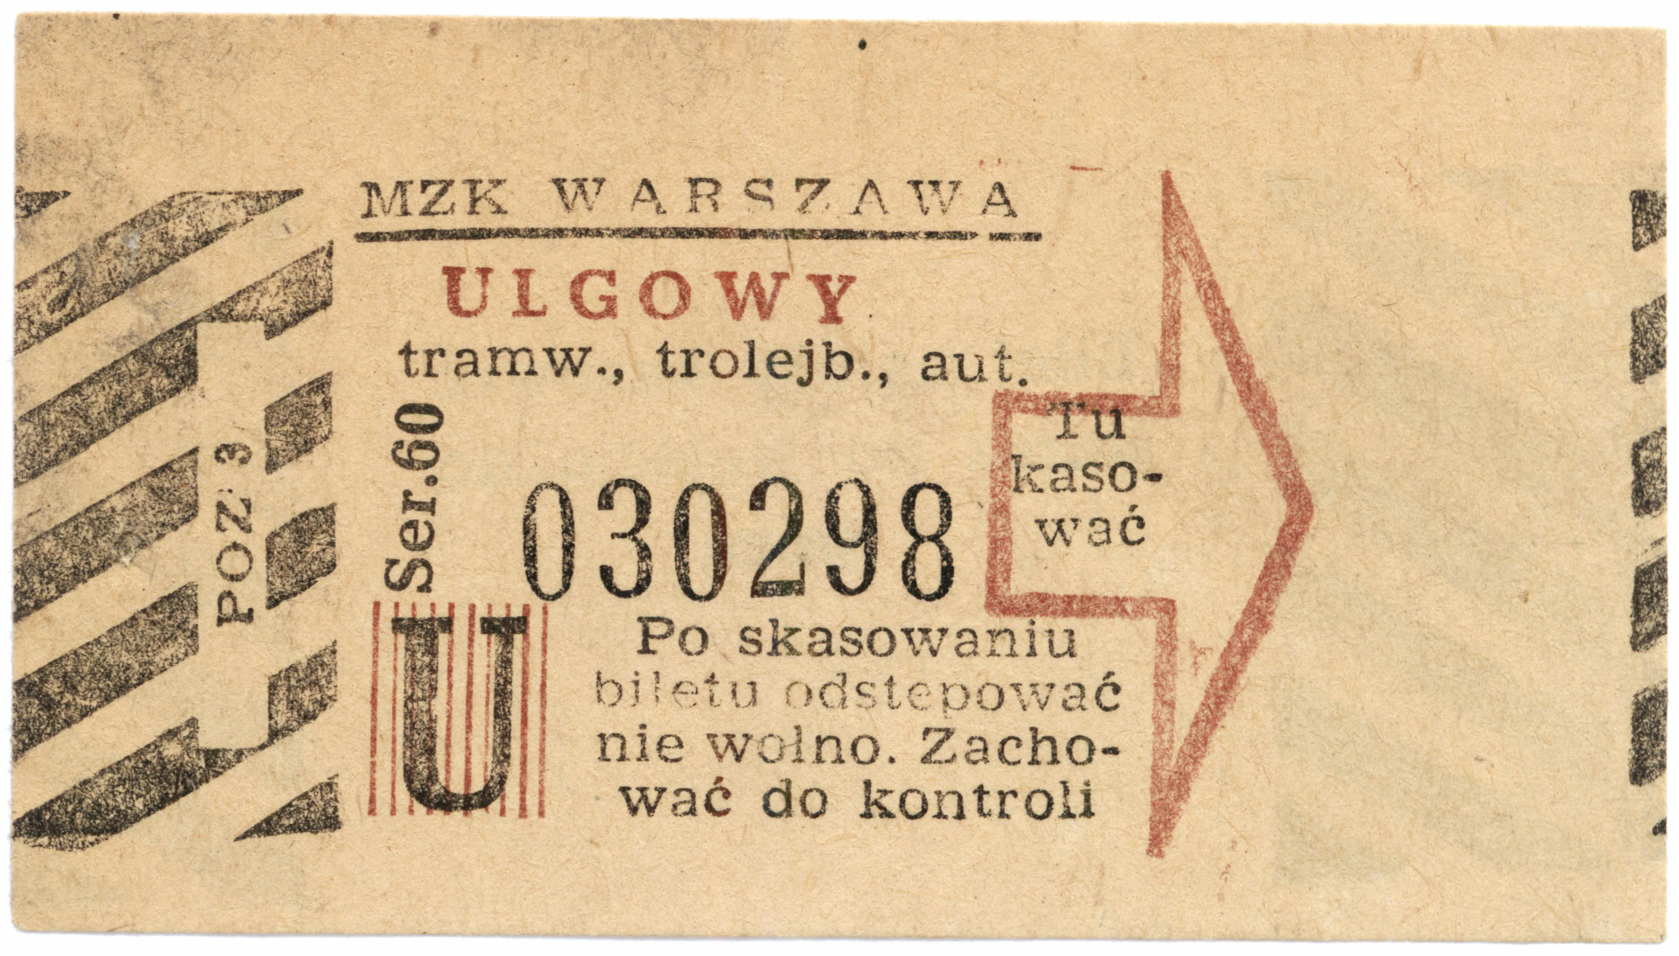 MZK WARSZAWA
ULGOWY
tramw., trolejb., aut.
POZ 3
Ser.60
030298
Tu
kaso-
wać
U
Po skasowaniu
biletu odstepować
nie wolno. Zacho-
wać do kontroli